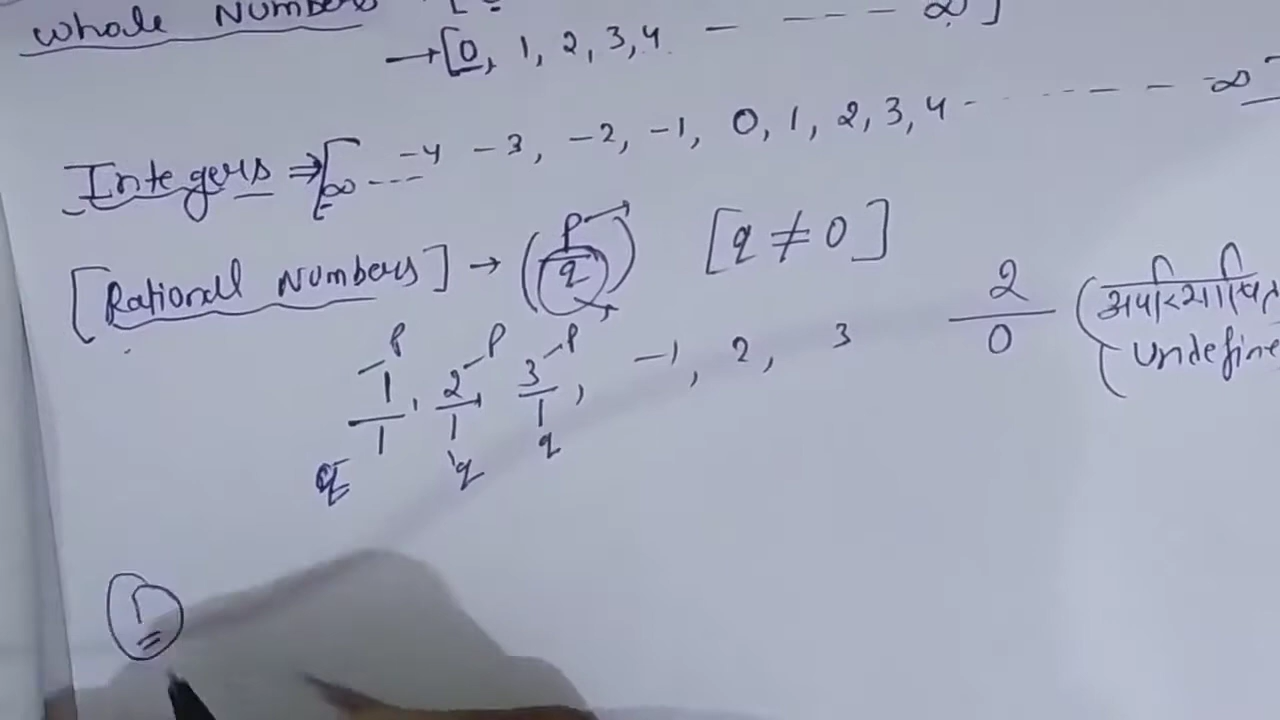 Whole Numbers [
→ [0, 1, 2, 3, 4 - - - - - ∞]
Integers ⇒ [∞ ---- -4 -3, -2, -1, 0, 1, 2, 3, 4 - ---- - - ∞]
[Rational Numbers] → (p/q) [q ≠ 0]
2/0 (अपरिभाषित
(undefine
1/1, 2/1, 3/1, -1, 2, 3
p p p
q q q
1